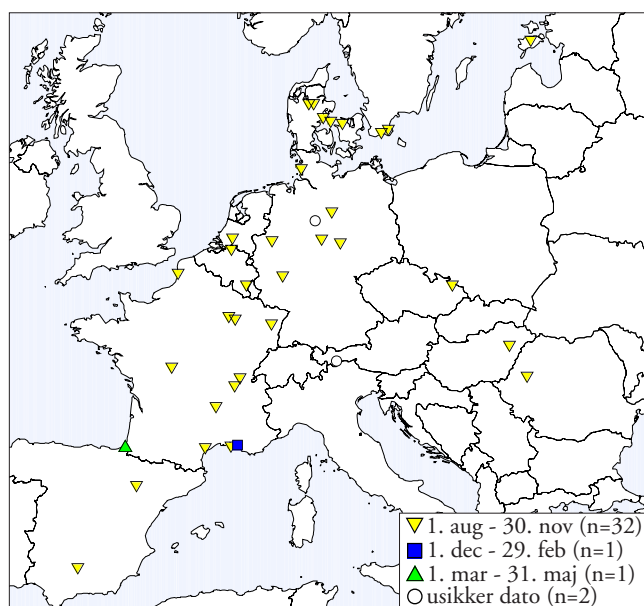 1. aug - 30. nov (n=32)
1. dec - 29. feb (n=1)
1. mar - 31. maj (n=1)
usikker dato (n=2)